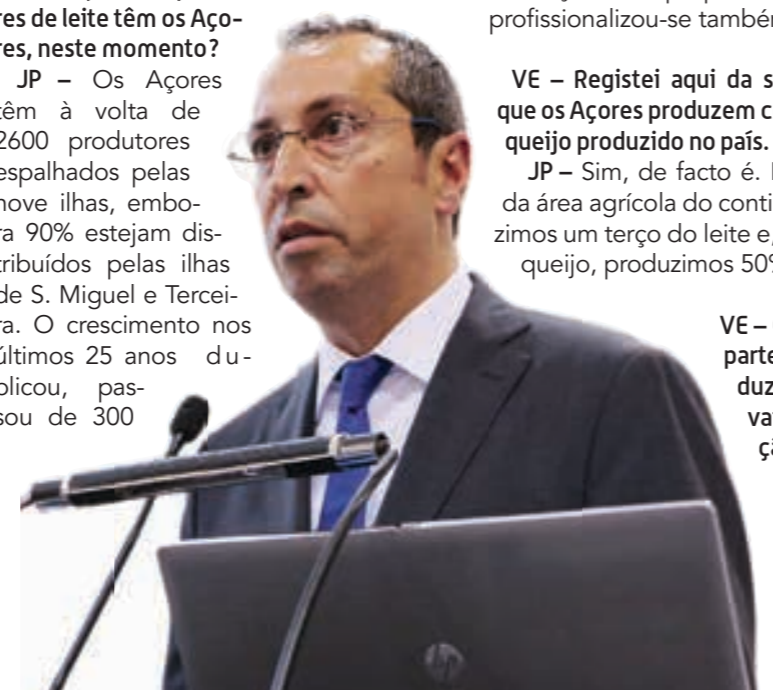 res de leite têm os Aço-
res, neste momento?
JP – Os Açores
têm à volta de
2600 produtores
espalhados pelas
nove ilhas, embo-
ra 90% estejam dis-
tribuídos pelas ilhas
de S. Miguel e Tercei-
ra. O crescimento nos
últimos 25 anos du-
plicou, pas-
sou de 300
profissionalizou-se também
VE – Registei aqui da s
que os Açores produzem c
queijo produzido no país.
JP – Sim, de facto é.
da área agrícola do conti
zimos um terço do leite e,
queijo, produzimos 50%
VE –
parte
duz
va
çã
hp